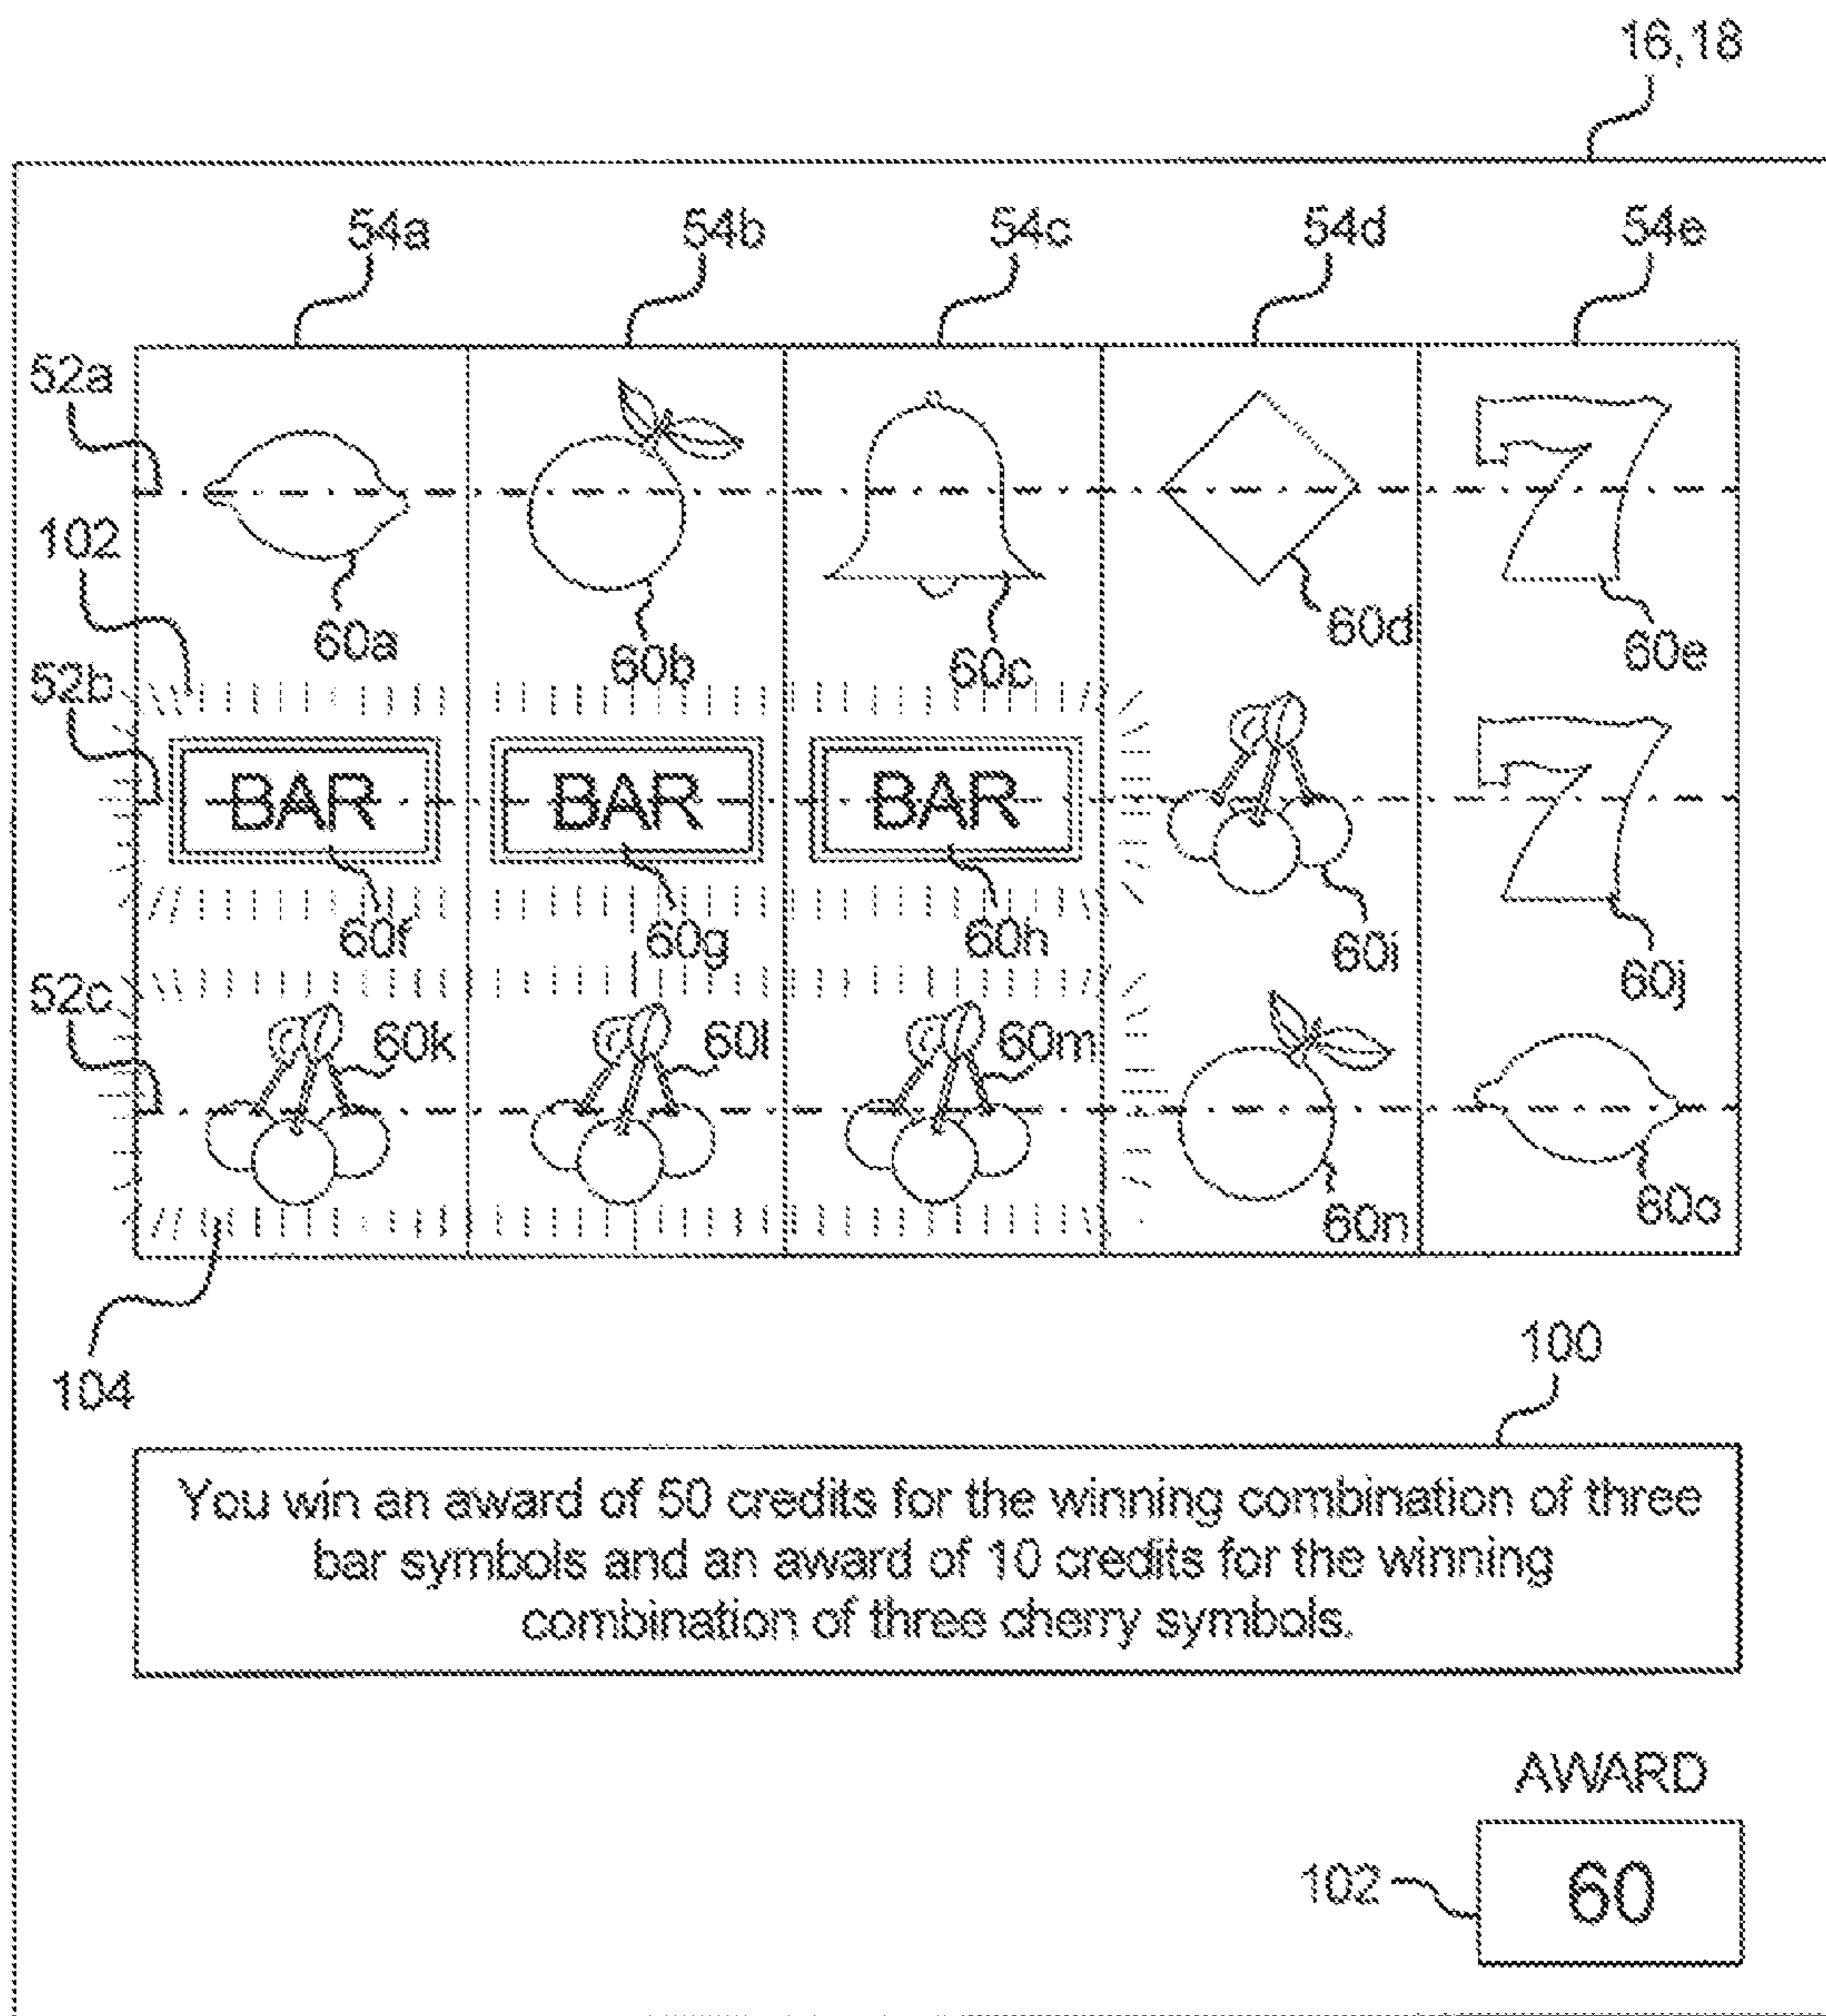 16,18
54a 54b 54c 54d 54e
52a
102
60a 60b 60c 60d 60e
52b
BAR BAR BAR
60f 60g 60h 60i 60j
52c
60k 60l 60m
60n 60o
104
100
You win an award of 50 credits for the winning combination of three
bar symbols and an award of 10 credits for the winning
combination of three cherry symbols.
AWARD
102 60